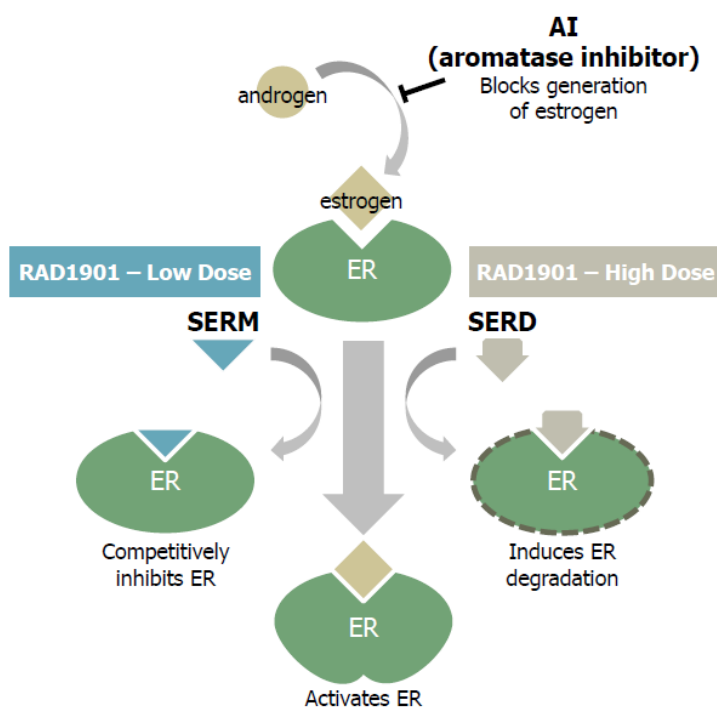 AI
(aromatase inhibitor)
Blocks generation
of estrogen
androgen
estrogen
ER
RAD1901 – Low Dose
RAD1901 – High Dose
SERM
SERD
ER
ER
Competitively
inhibits ER
Induces ER
degradation
ER
Activates ER